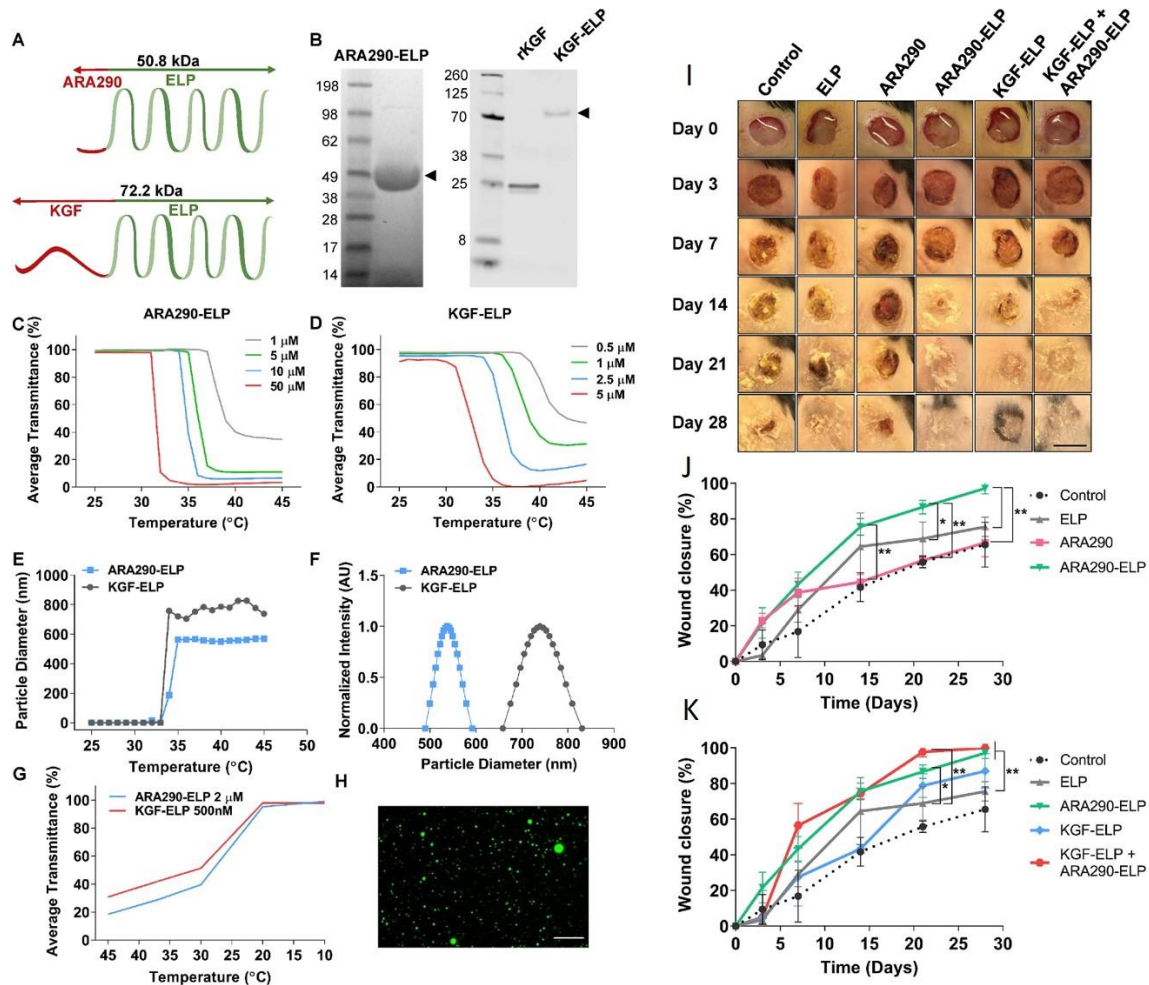 A
50.8 kDa
ARA290
ELP
72.2 kDa
KGF
ELP
B
ARA290-ELP
rKGF
KGF-ELP
198
98
62
49
38
28
17
14
260
125
70
38
25
8
C
ARA290-ELP
Average Transmittance (%)
100
80
60
40
20
0
1 µM
5 µM
10 µM
50 µM
25 30 35 40 45
Temperature (°C)
D
KGF-ELP
Average Transmittance (%)
100
80
60
40
20
0
0.5 µM
1 µM
2.5 µM
5 µM
25 30 35 40 45
Temperature (°C)
E
ARA290-ELP
KGF-ELP
Particle Diameter (nm)
1000
800
600
400
200
0
25 30 35 40 45 50
Temperature (°C)
F
ARA290-ELP
KGF-ELP
Normalized Intensity (AU)
1.5
1.0
0.5
0.0
400 500 600 700 800 900
Particle Diameter (nm)
G
ARA290-ELP 2 µM
KGF-ELP 500nM
Average Transmittance (%)
100
80
60
40
20
0
45 40 35 30 25 20 15 10
Temperature (°C)
H
I
Control
ELP
ARA290
ARA290-ELP
KGF-ELP
KGF-ELP +
ARA290-ELP
Day 0
Day 3
Day 7
Day 14
Day 21
Day 28
J
Wound closure (%)
100
80
60
40
20
0
**
*
**
**
0 5 10 15 20 25 30
Time (Days)
Control
ELP
ARA290
ARA290-ELP
K
Wound closure (%)
100
80
60
40
20
0
**
*
**
0 5 10 15 20 25 30
Time (Days)
Control
ELP
ARA290-ELP
KGF-ELP
KGF-ELP +
ARA290-ELP